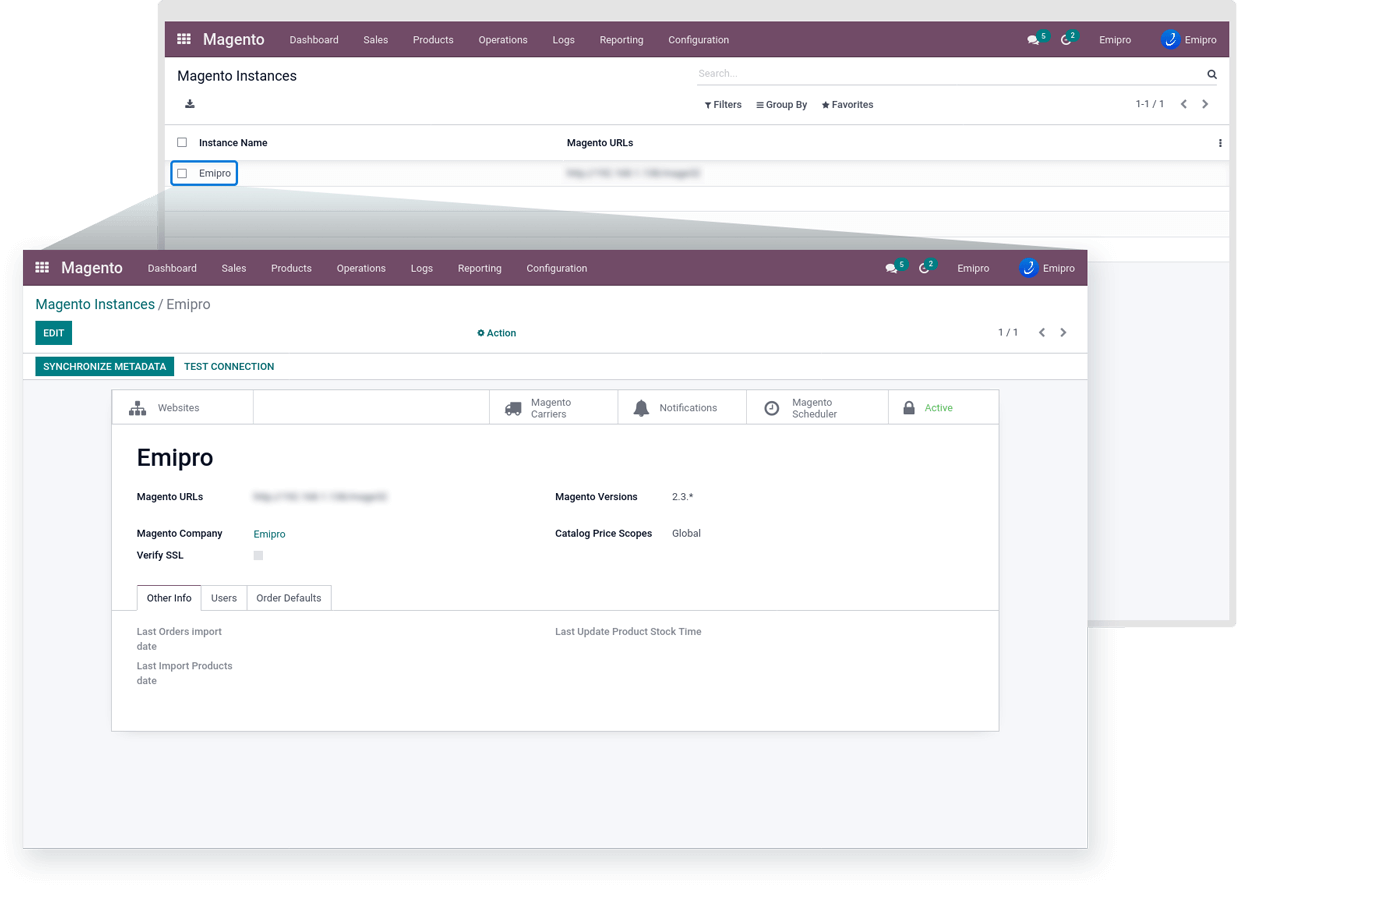 Magento Dashboard Sales Products Operations Logs Reporting Configuration 5 2 Emipro Emipro
Magento Instances Search...
Filters Group By Favorites 1-1 / 1
Instance Name Magento URLs
Emipro
Magento Dashboard Sales Products Operations Logs Reporting Configuration 5 2 Emipro Emipro
Magento Instances / Emipro
EDIT Action 1 / 1
SYNCHRONIZE METADATA TEST CONNECTION
Websites Magento Carriers Notifications Magento Scheduler Active
Emipro
Magento URLs Magento Versions 2.3.*
Magento Company Emipro Catalog Price Scopes Global
Verify SSL
Other Info Users Order Defaults
Last Orders import date Last Update Product Stock Time
Last Import Products date